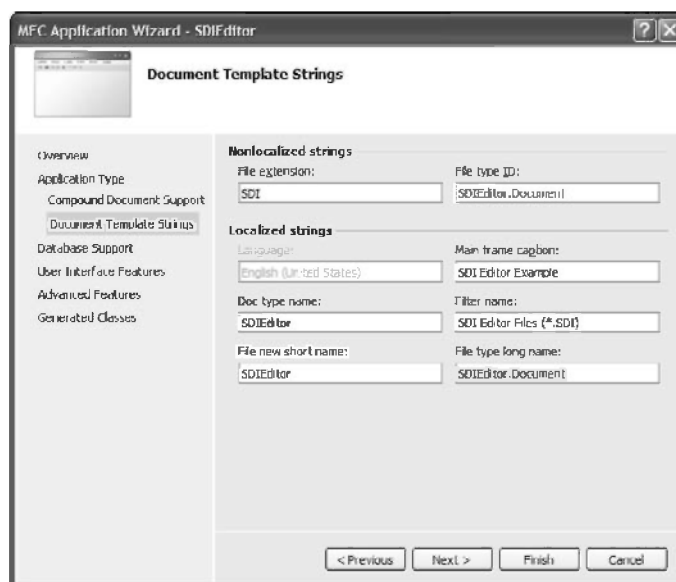 MFC Application Wizard - SDIEditor
Document Template Strings
Overview
Application Type
Compound Document Support
Document Template Strings
Database Support
User Interface Features
Advanced Features
Generated Classes
Nonlocalized strings
File extension:
File type ID:
SDI
SDIEditor.Document
Localized strings
Language:
Main frame caption:
English (United States)
SDI Editor Example
Doc type name:
Filter name:
SDIEditor
SDI Editor Files (*.SDI)
File new short name:
File type long name:
SDIEditor
SDIEditor.Document
< Previous
Next >
Finish
Cancel